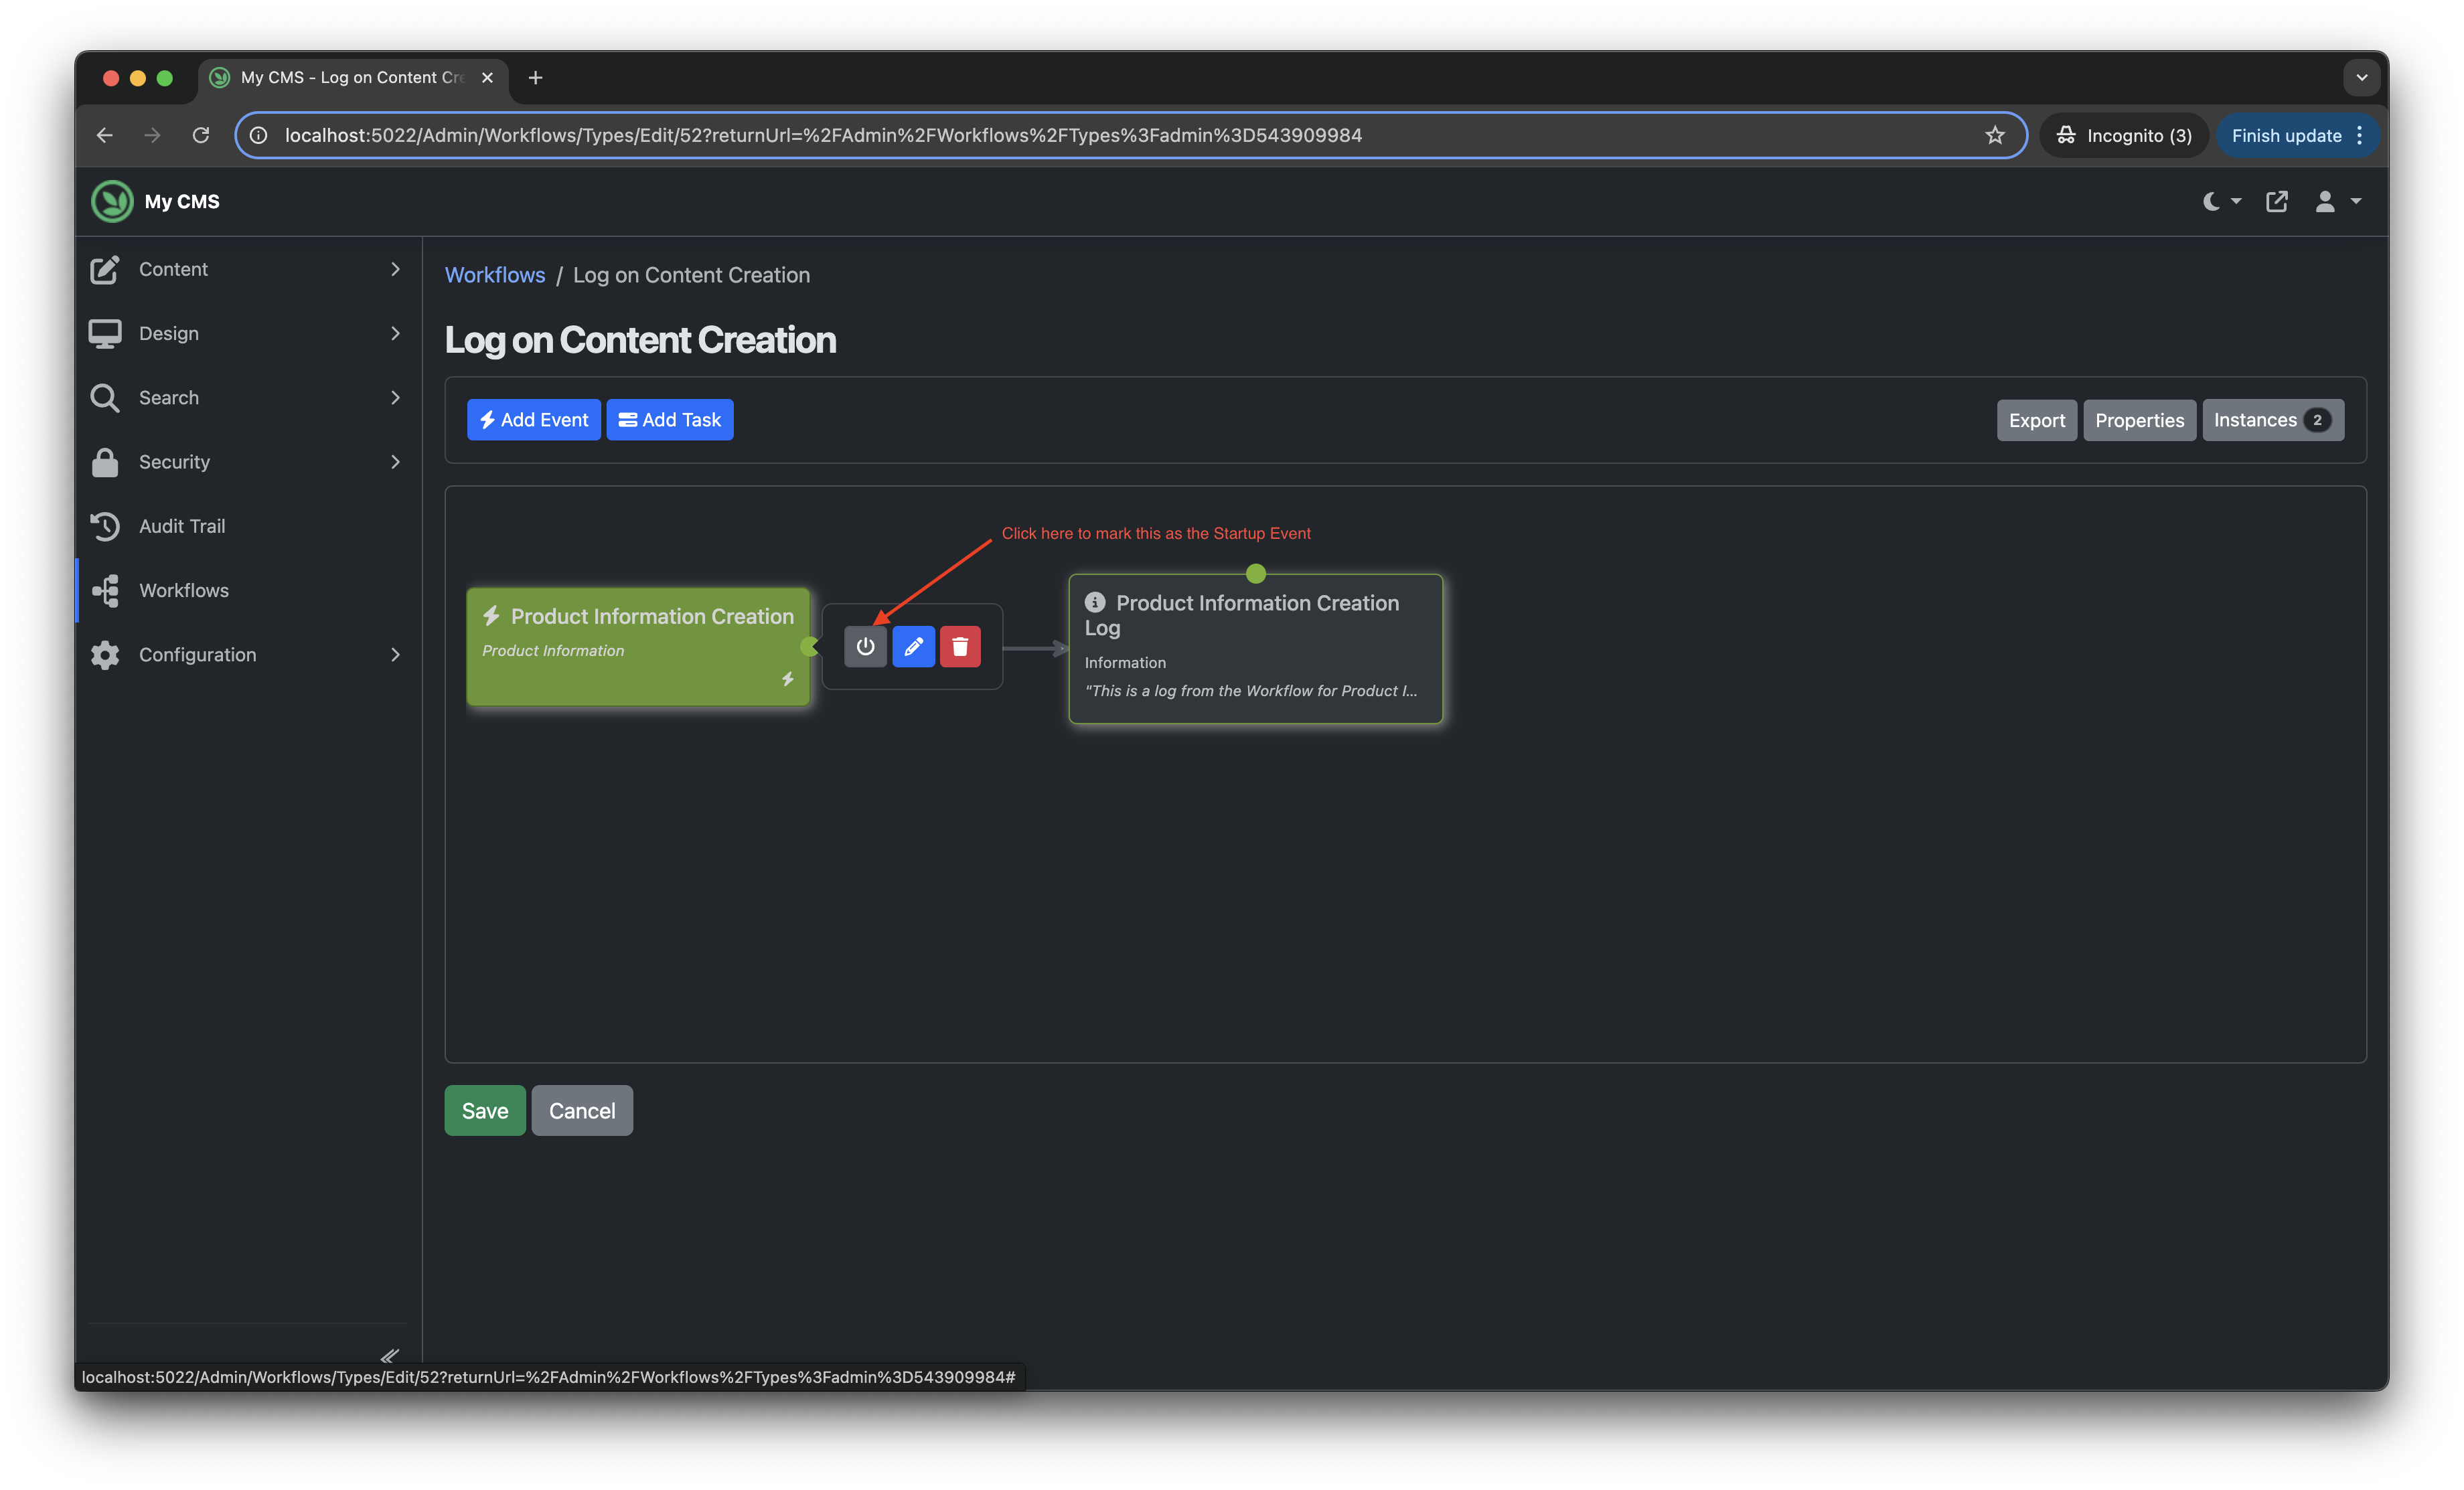 My CMS - Log on Content Cre
localhost:5022/Admin/Workflows/Types/Edit/52?returnUrl=%2FAdmin%2FWorkflows%2FTypes%3Fadmin%3D543909984
Incognito (3)
Finish update
My CMS
Content
Design
Search
Security
Audit Trail
Workflows
Configuration
Workflows / Log on Content Creation
Log on Content Creation
Add Event
Add Task
Export
Properties
Instances 2
Click here to mark this as the Startup Event
Product Information Creation
Product Information
Product Information Creation
Log
Information
"This is a log from the Workflow for Product I...
Save
Cancel
localhost:5022/Admin/Workflows/Types/Edit/52?returnUrl=%2FAdmin%2FWorkflows%2FTypes%3Fadmin%3D543909984#